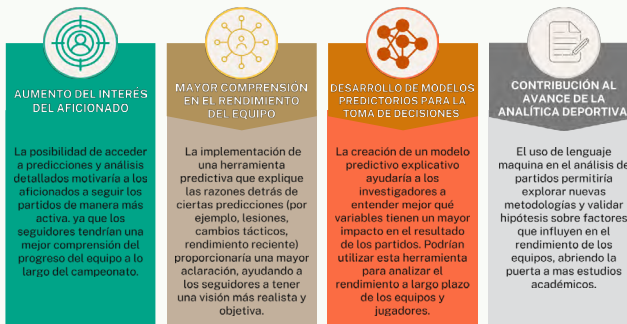 AUMENTO DEL INTERÉS
DEL AFICIONADO
La posibilidad de acceder
a predicciones y análisis
detallados motivaría a los
aficionados a seguir los
partidos de manera más
activa. ya que los
seguidores tendrían una
mejor comprensión del
progreso del equipo a lo
largo del campeonato.
MAYOR COMPRENSIÓN
EN EL RENDIMIENTO
DEL EQUIPO
La implementación de
una herramienta
predictiva que explique
las razones detrás de
ciertas predicciones (por
ejemplo, lesiones,
cambios tácticos,
rendimiento reciente)
proporcionaría una mayor
aclaración, ayudando a
los seguidores a tener
una visión más realista y
objetiva.
DESARROLLO DE MODELOS
PREDICTORIOS PARA LA
TOMA DE DECISIONES
La creación de un modelo
predictivo explicativo
ayudaría a los
investigadores a
entender mejor qué
variables tienen un mayor
impacto en el resultado
de los partidos. Podrían
utilizar esta herramienta
para analizar el
rendimiento a largo plazo
de los equipos y
jugadores.
CONTRIBUCIÓN AL
AVANCE DE LA
ANALÍTICA DEPORTIVA
El uso de lenguaje
maquina en el análisis de
partidos permitiría
explorar nuevas
metodologías y validar
hipótesis sobre factores
que influyen en el
rendimiento de los
equipos, abriendo la
puerta a mas estudios
académicos.